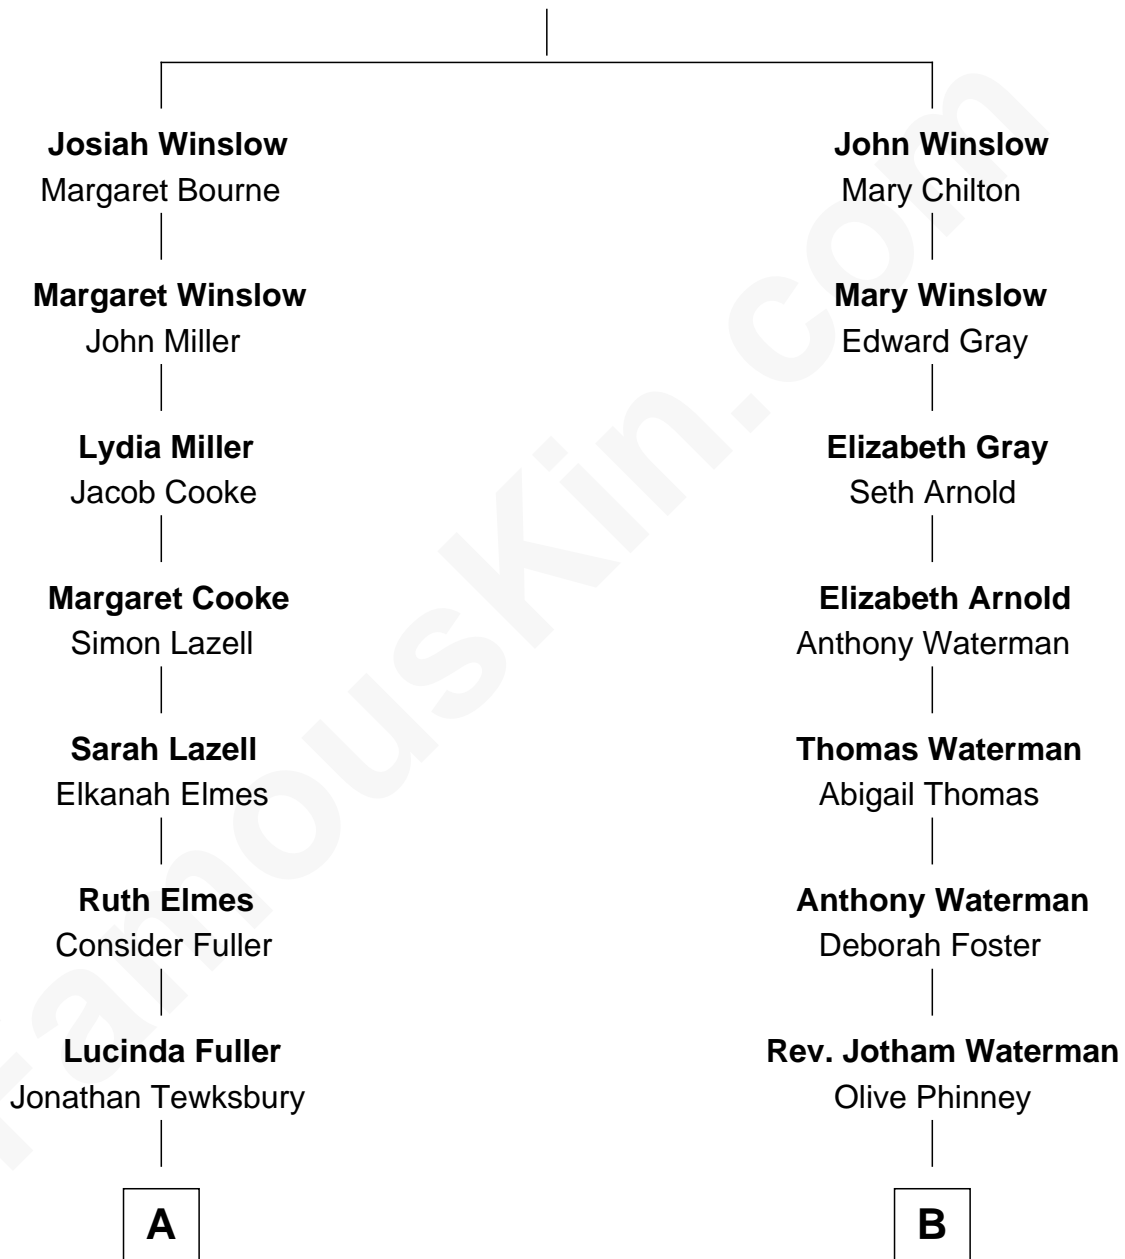 Josiah Winslow
Margaret Bourne
Margaret Winslow
John Miller
Lydia Miller
Jacob Cooke
Margaret Cooke
Simon Lazell
Sarah Lazell
Elkanah Elmes
Ruth Elmes
Consider Fuller
Lucinda Fuller
Jonathan Tewksbury
A
John Winslow
Mary Chilton
Mary Winslow
Edward Gray
Elizabeth Gray
Seth Arnold
Elizabeth Arnold
Anthony Waterman
Thomas Waterman
Abigail Thomas
Anthony Waterman
Deborah Foster
Rev. Jotham Waterman
Olive Phinney
B
FamousKin.com